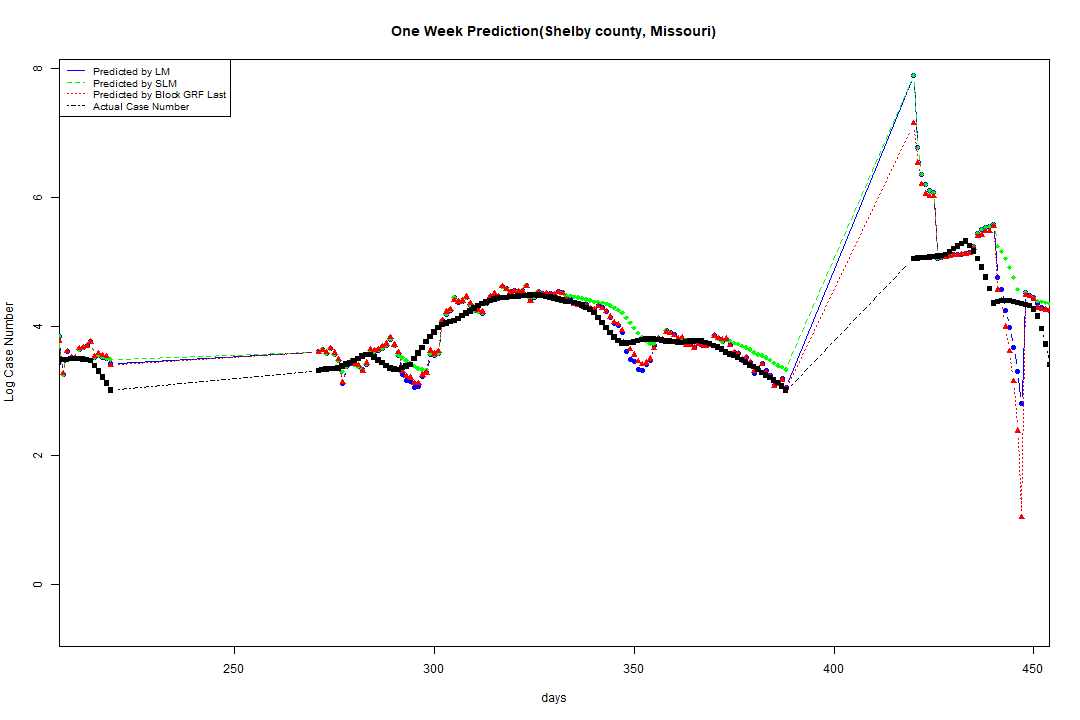 One Week Prediction(Shelby county, Missouri)
Predicted by LM
Predicted by SLM
Predicted by Block GRF Last
Actual Case Number
8
6
4
2
0
Log Case Number
250
300
350
400
450
days